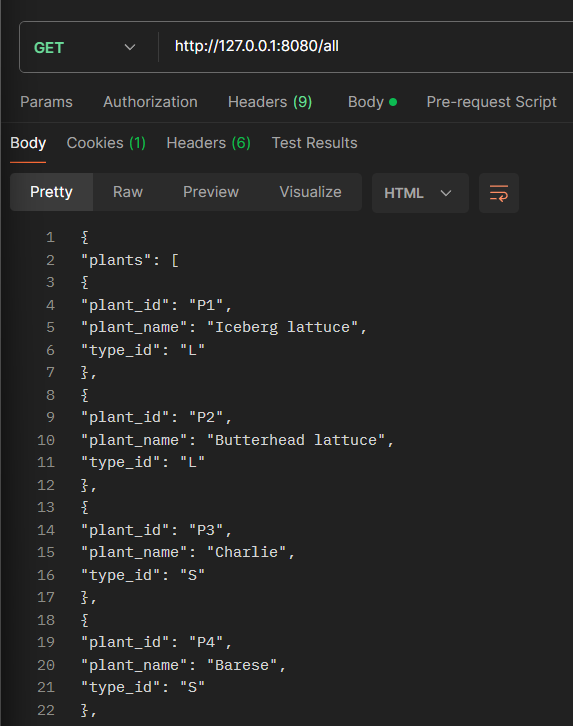 GET http://127.0.0.1:8080/all
Params Authorization Headers (9) Body Pre-request Script
Body Cookies (1) Headers (6) Test Results
Pretty Raw Preview Visualize HTML
1 {
2 "plants": [
3 {
4 "plant_id": "P1",
5 "plant_name": "Iceberg lattuce",
6 "type_id": "L"
7 },
8 {
9 "plant_id": "P2",
10 "plant_name": "Butterhead lattuce",
11 "type_id": "L"
12 },
13 {
14 "plant_id": "P3",
15 "plant_name": "Charlie",
16 "type_id": "S"
17 },
18 {
19 "plant_id": "P4",
20 "plant_name": "Barese",
21 "type_id": "S"
22 },